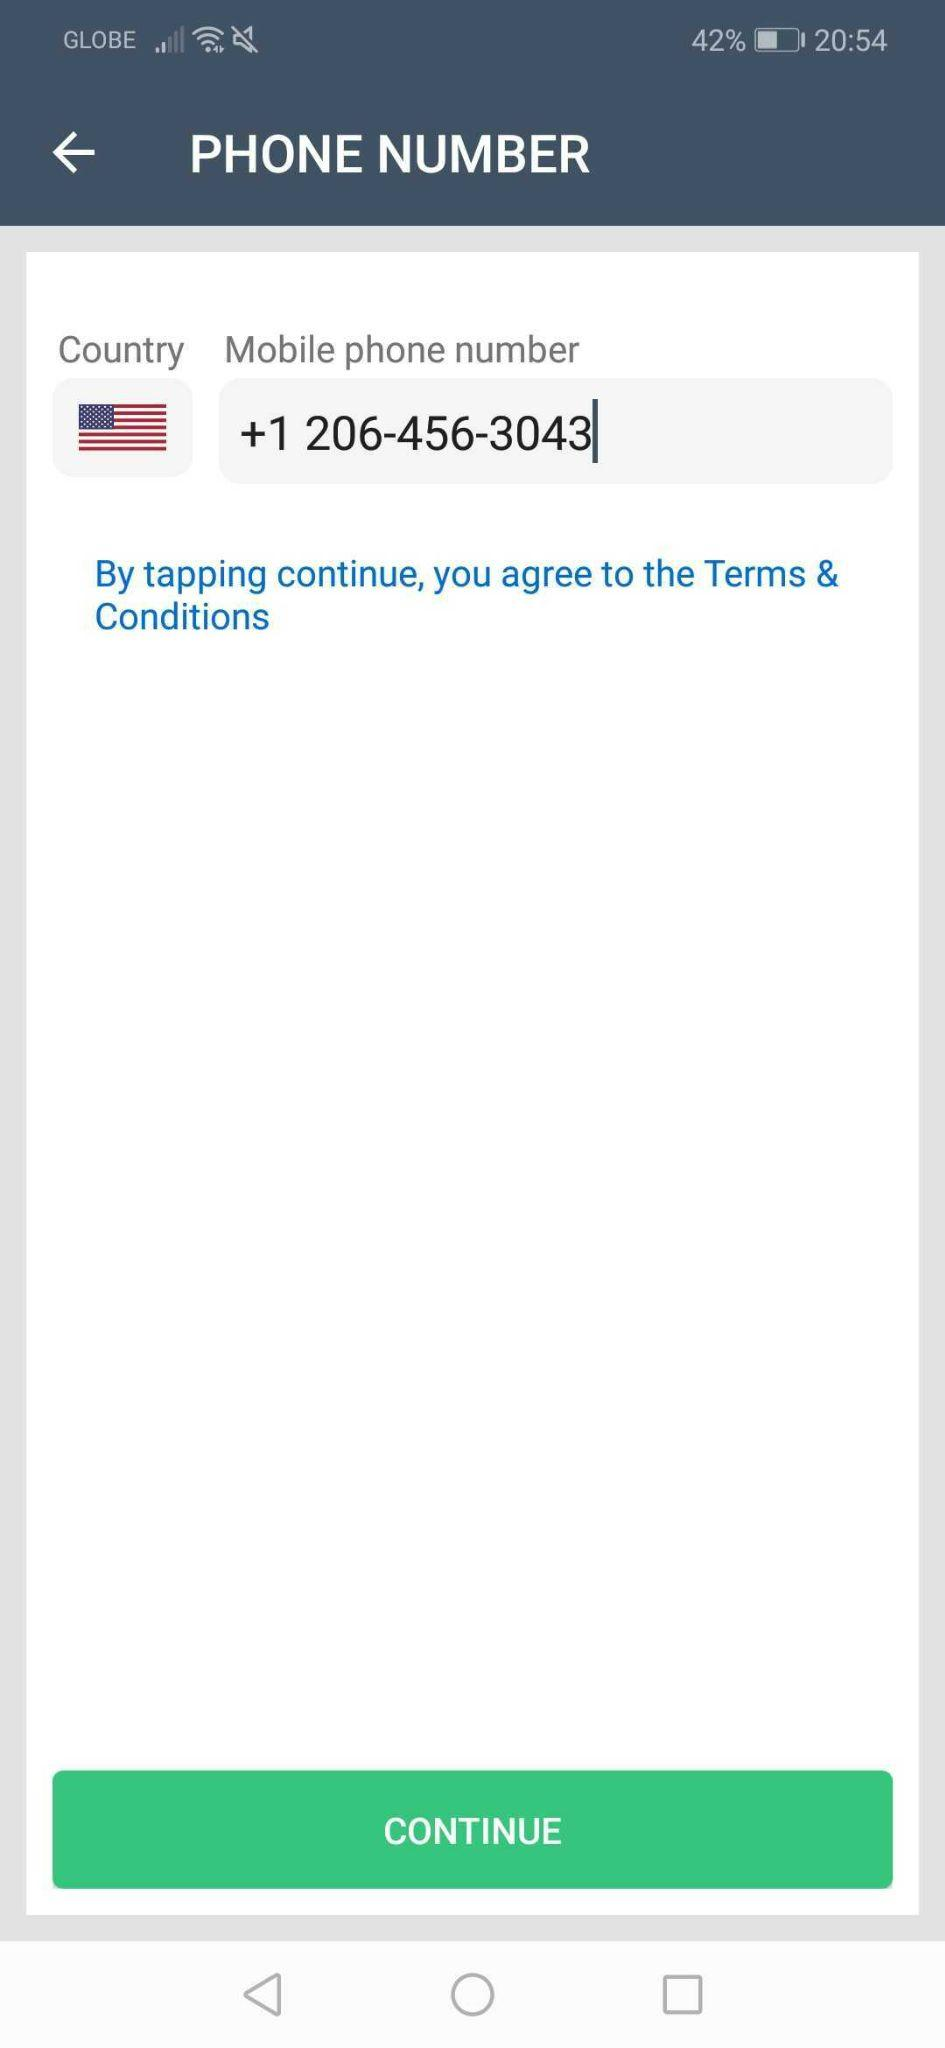 GLOBE 42% 20:54
PHONE NUMBER
Country Mobile phone number
+1 206-456-3043
By tapping continue, you agree to the Terms &
Conditions
CONTINUE